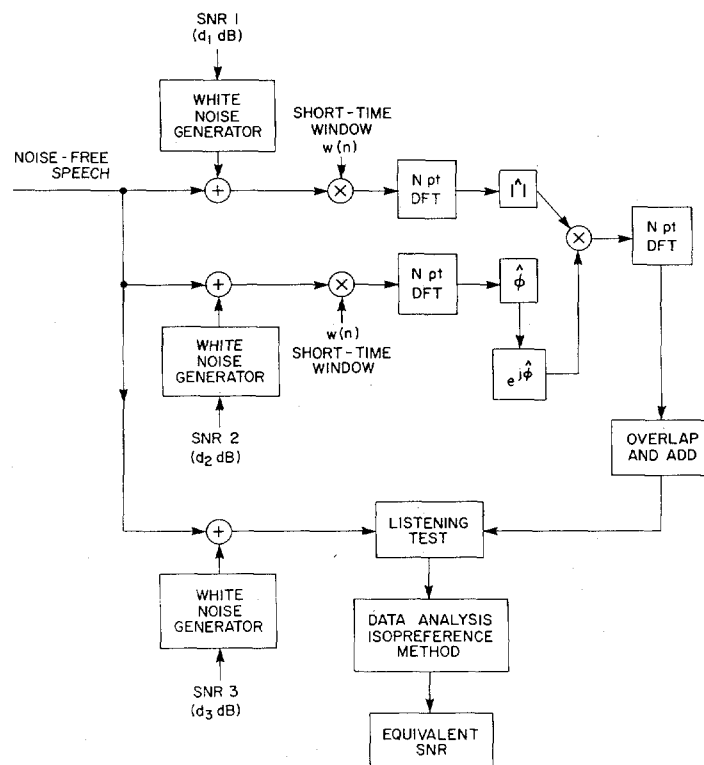 SNR 1
(d₁ dB)
WHITE
NOISE
GENERATOR
SHORT-TIME
WINDOW
w(n)
NOISE-FREE
SPEECH
+
×
N pt
DFT
|^|
×
N pt
DFT
+
×
N pt
DFT
ϕ̂
w(n)
SHORT-TIME
WINDOW
WHITE
NOISE
GENERATOR
e^jϕ̂
SNR 2
(d₂ dB)
OVERLAP
AND ADD
+
LISTENING
TEST
WHITE
NOISE
GENERATOR
DATA ANALYSIS
ISOPREFERENCE
METHOD
SNR 3
(d₃ dB)
EQUIVALENT
SNR